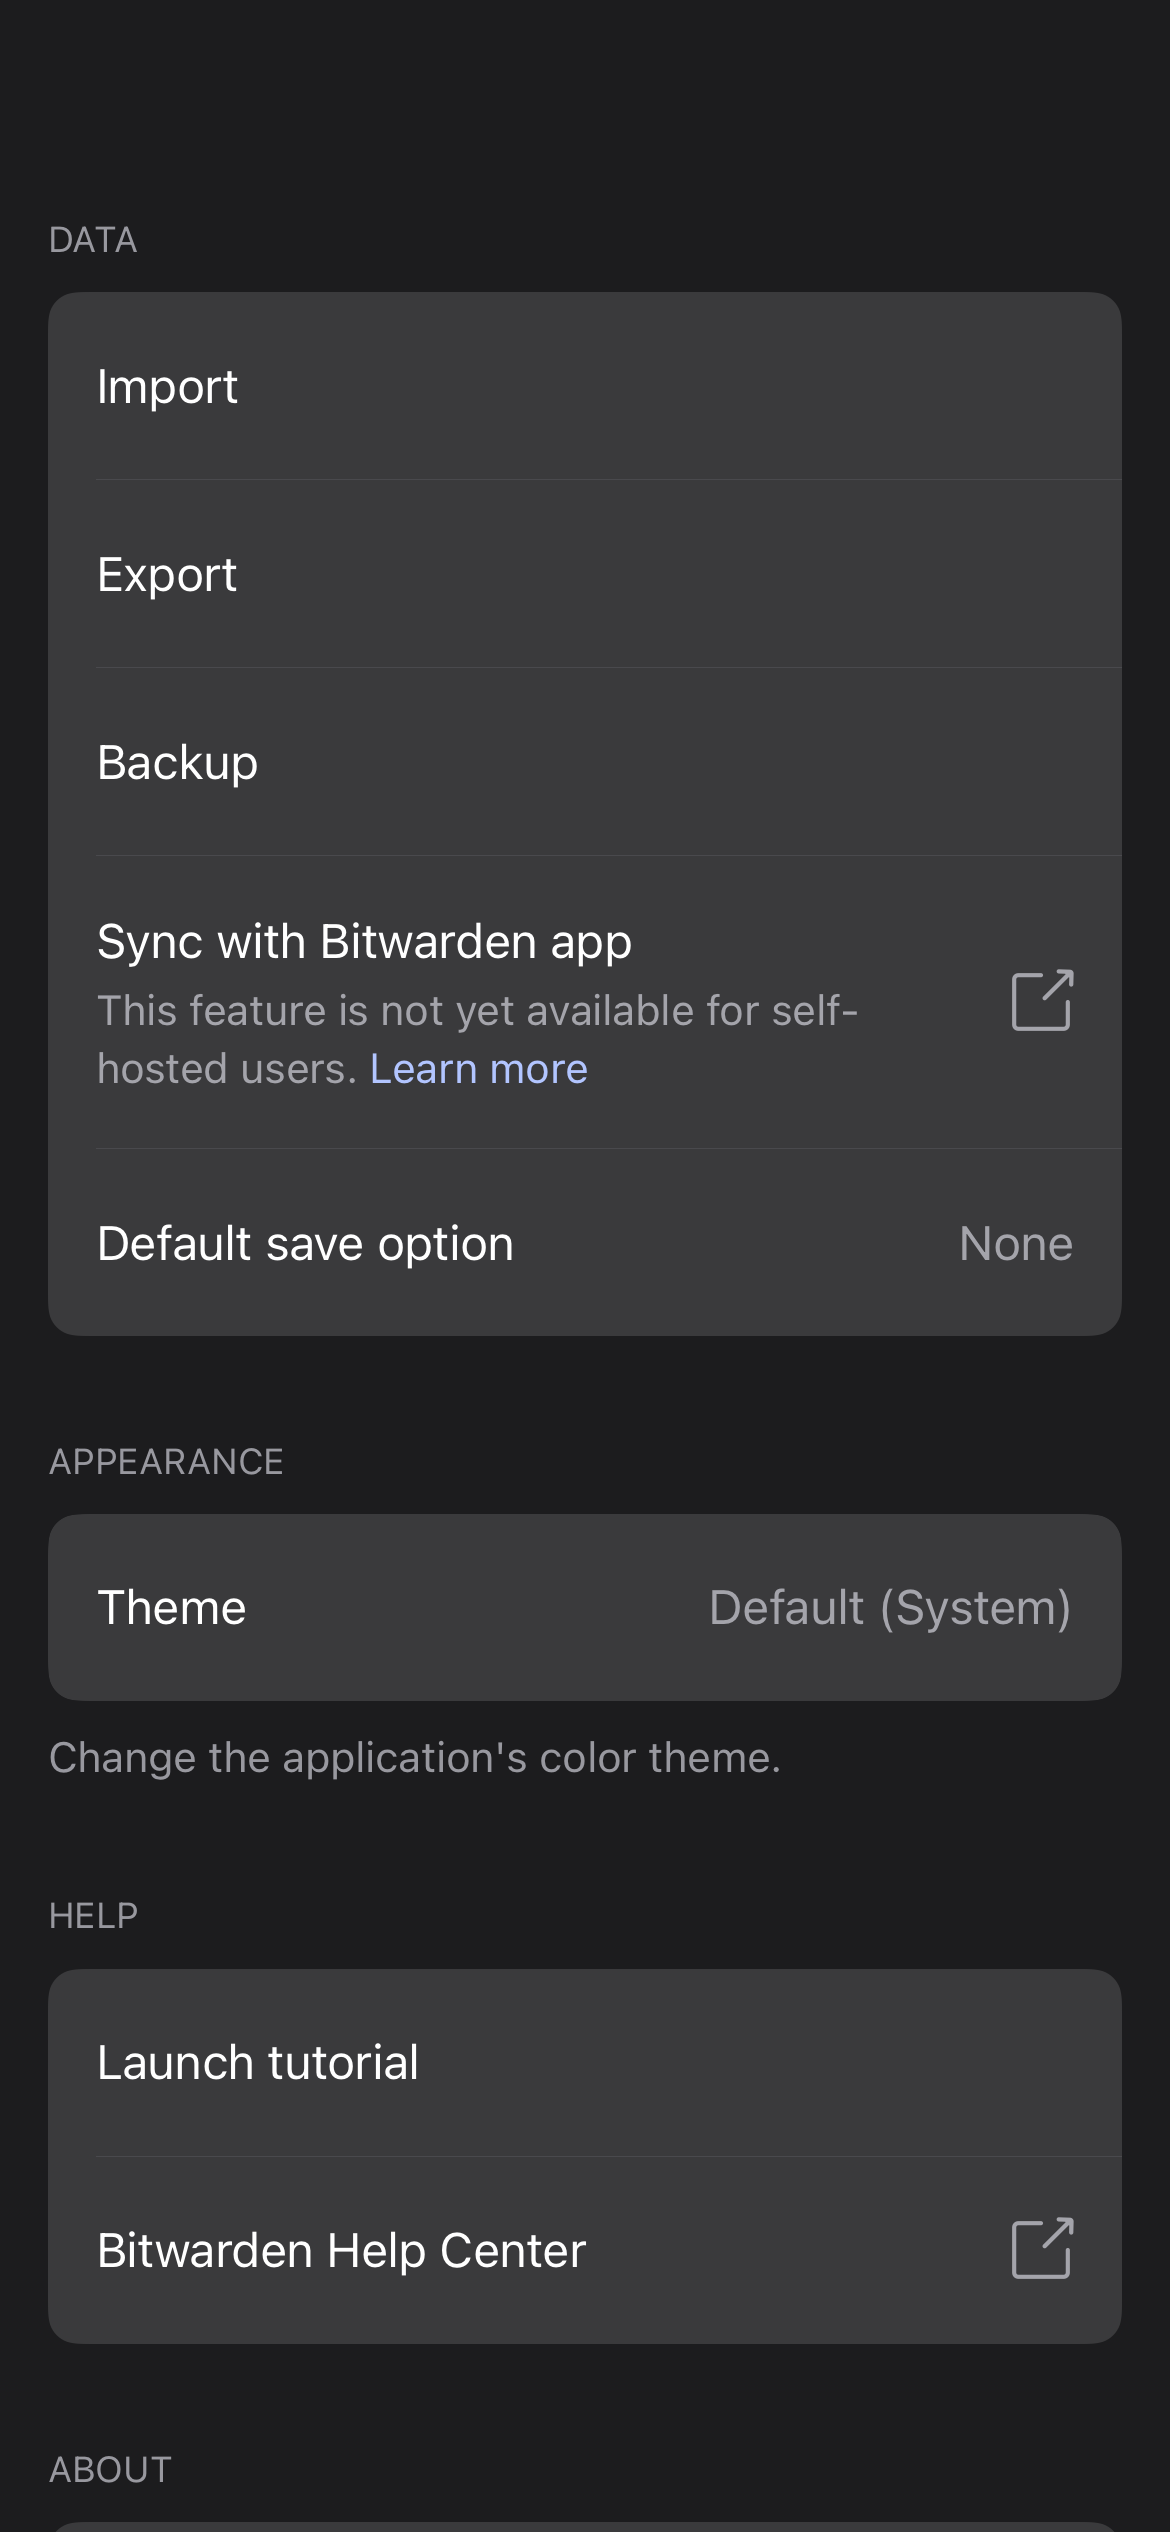 DATA
Import
Export
Backup
Sync with Bitwarden app
This feature is not yet available for self-
hosted users. Learn more
Default save option None
APPEARANCE
Theme Default (System)
Change the application's color theme.
HELP
Launch tutorial
Bitwarden Help Center
ABOUT